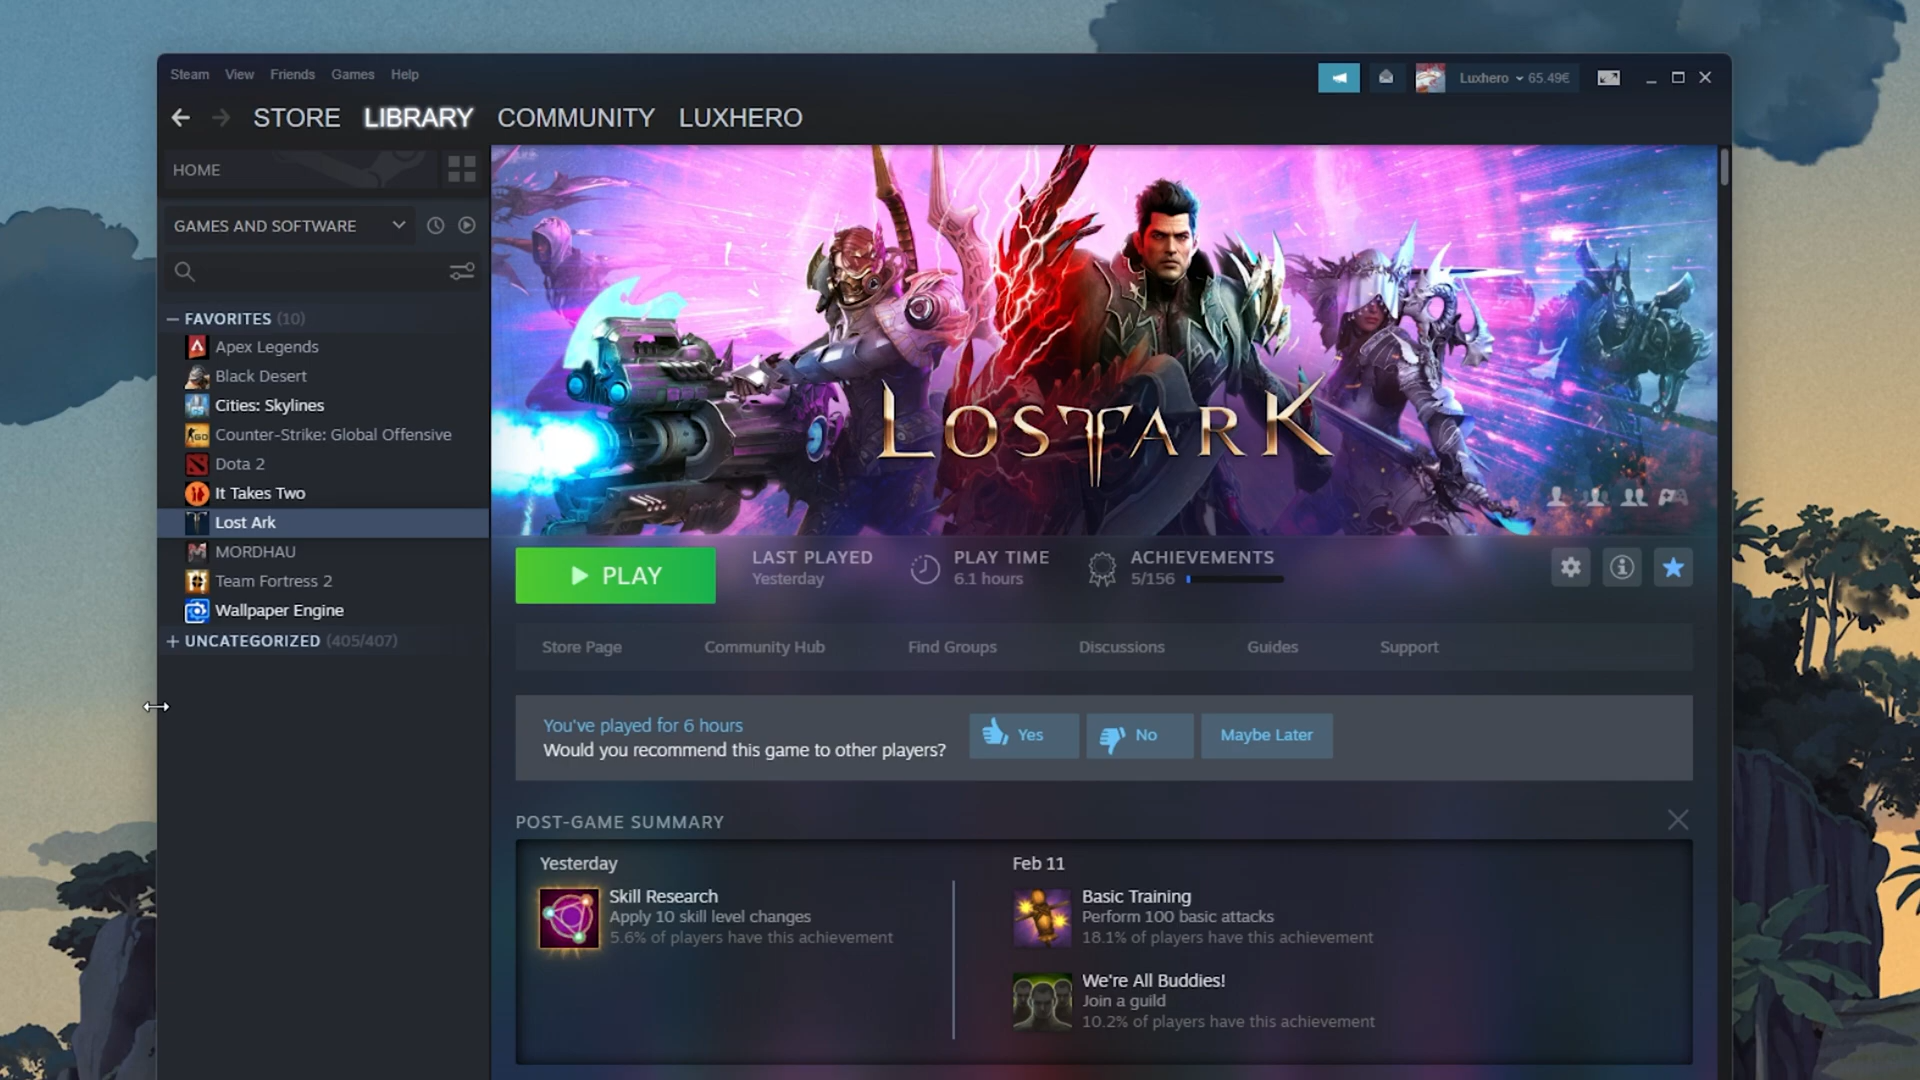 Steam View Friends Games Help
Luxhero 65.49€
STORE LIBRARY COMMUNITY LUXHERO
HOME
GAMES AND SOFTWARE
FAVORITES (10)
Apex Legends
Black Desert
Cities: Skylines
Counter-Strike: Global Offensive
Dota 2
It Takes Two
Lost Ark
MORDHAU
Team Fortress 2
Wallpaper Engine
UNCATEGORIZED (405/407)
LOST ARK
PLAY
LAST PLAYED
Yesterday
PLAY TIME
6.1 hours
ACHIEVEMENTS
5/156
Store Page Community Hub Find Groups Discussions Guides Support
You've played for 6 hours
Would you recommend this game to other players?
Yes No Maybe Later
POST-GAME SUMMARY
Yesterday
Skill Research
Apply 10 skill level changes
5.6% of players have this achievement
Feb 11
Basic Training
Perform 100 basic attacks
18.1% of players have this achievement
We're All Buddies!
Join a guild
10.2% of players have this achievement